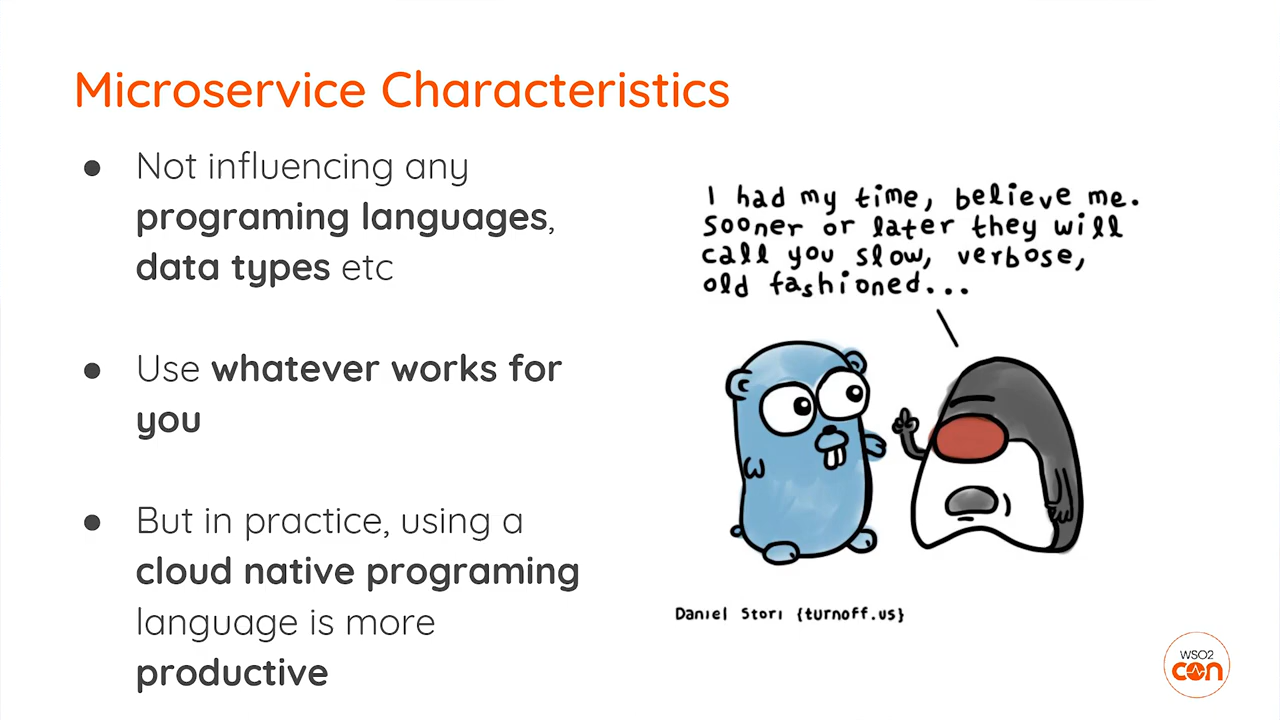 Microservice Characteristics
● Not influencing any
programing languages,
data types etc
● Use whatever works for
you
● But in practice, using a
cloud native programing
language is more
productive
I had my time, believe me.
Sooner or later they will
call you slow, verbose,
old fashioned...
Daniel Stori {turnoff.us}
WSO2
con